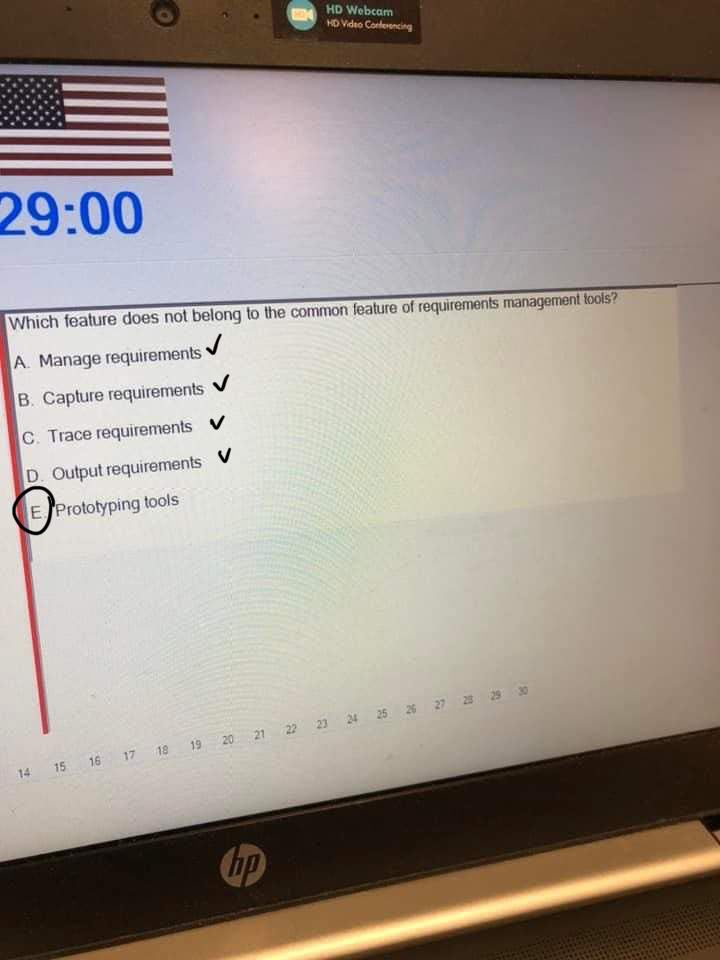 HD
HD Webcam
HD Video Conferencing
29:00
Which feature does not belong to the common feature of requirements management tools?
A. Manage requirements ✓
B. Capture requirements ✓
C. Trace requirements ✓
D. Output requirements ✓
E. Prototyping tools
14 15 16 17 18 19 20 21 22 23 24 25 26 27 28 29 30
hp